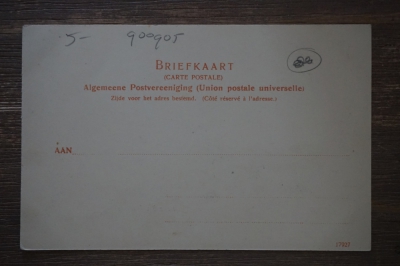 5- 900905
BRIEFKAART
(CARTE POSTALE)
Algemeene Postvereeniging (Union postale universelle)
Zijde voor het adres bestemd. (Côté réservé à l'adresse.)
AAN